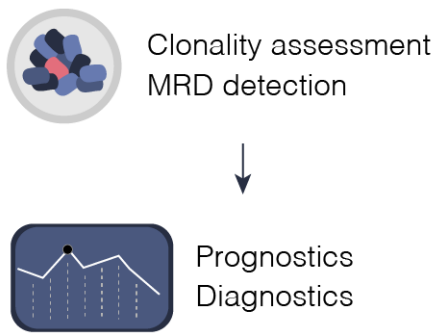 Clonality assessment
MRD detection
Prognostics
Diagnostics